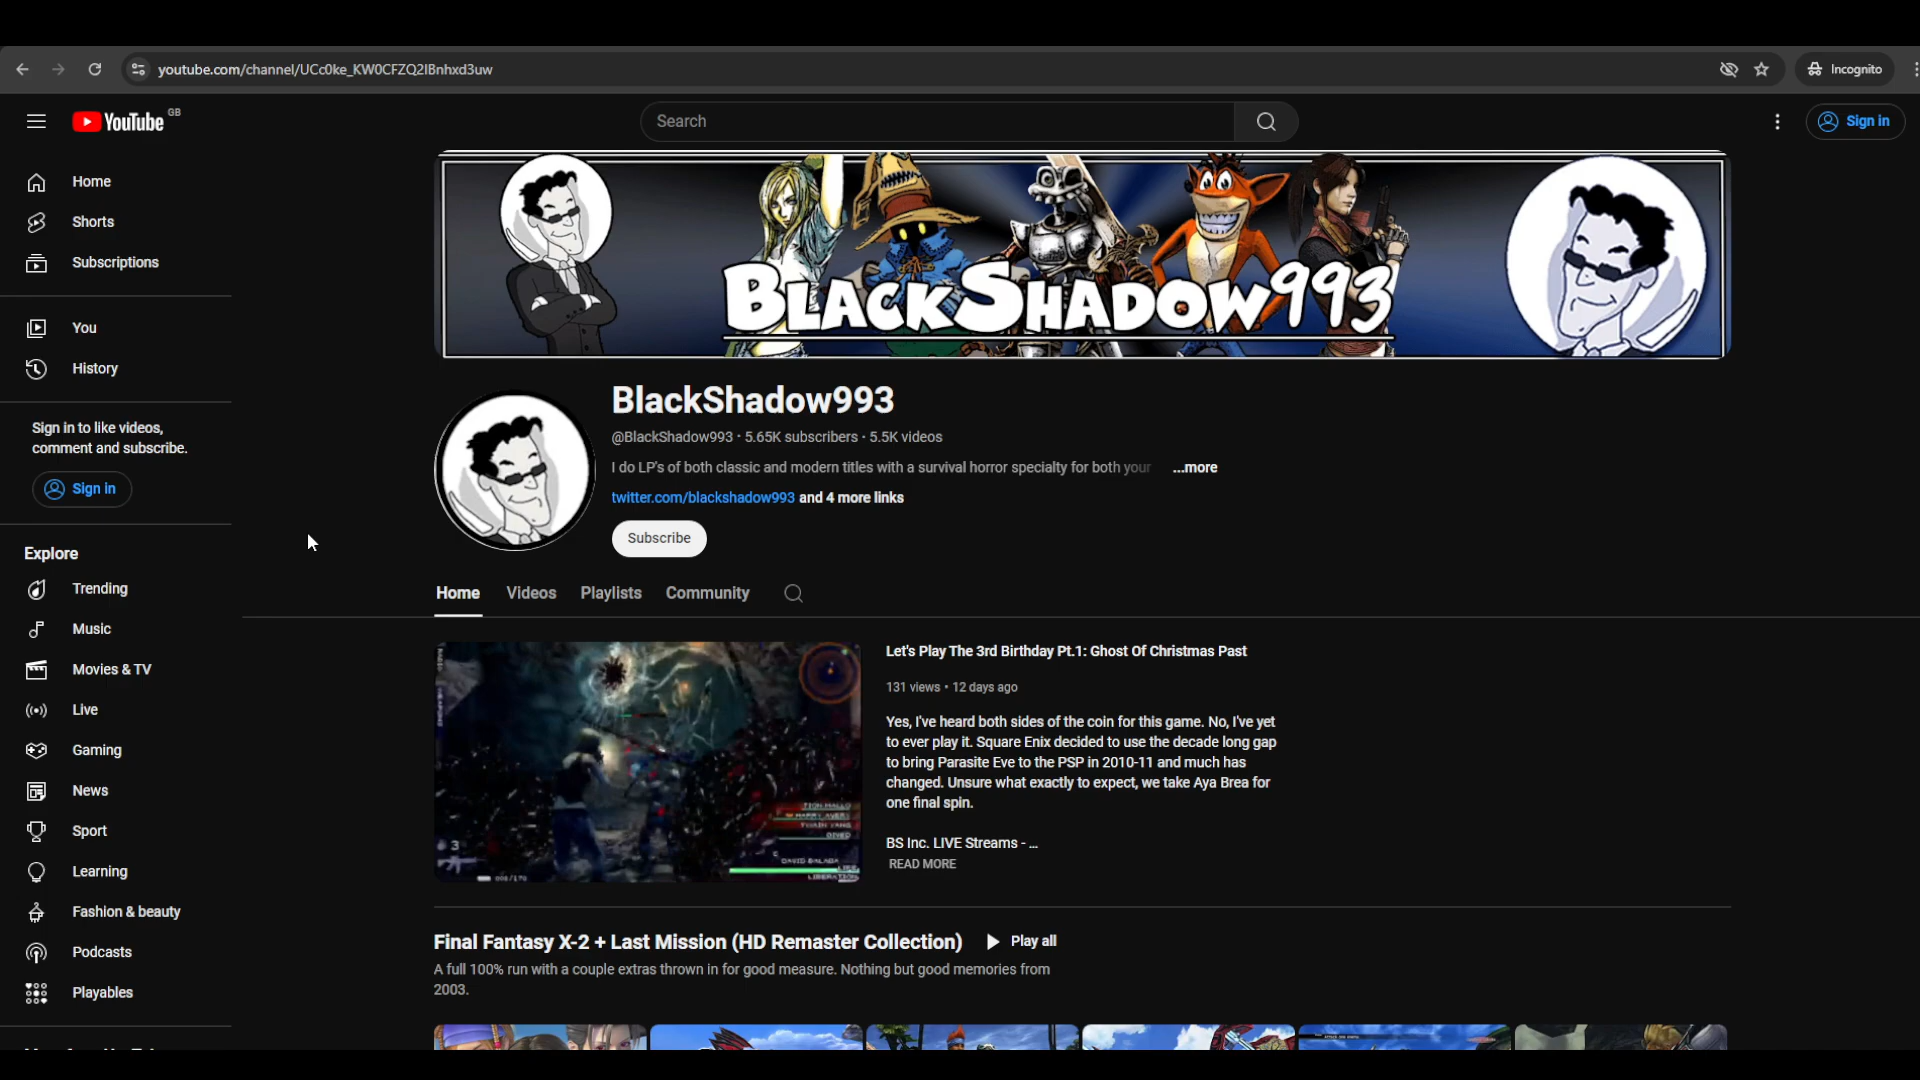 youtube.com/channel/UCc0ke_KW0CFZQ2IBnhxd3uw
Incognito
YouTube GB
Search
Sign in
Home
Shorts
Subscriptions
You
History
Sign in to like videos,
comment and subscribe.
Sign in
Explore
Trending
Music
Movies & TV
Live
Gaming
News
Sport
Learning
Fashion & beauty
Podcasts
Playables
BLACKSHADOW993
BlackShadow993
@BlackShadow993 · 5.65K subscribers · 5.5K videos
I do LP's of both classic and modern titles with a survival horror specialty for both your ...more
twitter.com/blackshadow993 and 4 more links
Subscribe
Home Videos Playlists Community
Let's Play The 3rd Birthday Pt.1: Ghost Of Christmas Past
131 views • 12 days ago
Yes, I've heard both sides of the coin for this game. No, I've yet
to ever play it. Square Enix decided to use the decade long gap
to bring Parasite Eve to the PSP in 2010-11 and much has
changed. Unsure what exactly to expect, we take Aya Brea for
one final spin.
BS Inc. LIVE Streams - ...
READ MORE
Final Fantasy X-2 + Last Mission (HD Remaster Collection) Play all
A full 100% run with a couple extras thrown in for good measure. Nothing but good memories from
2003.